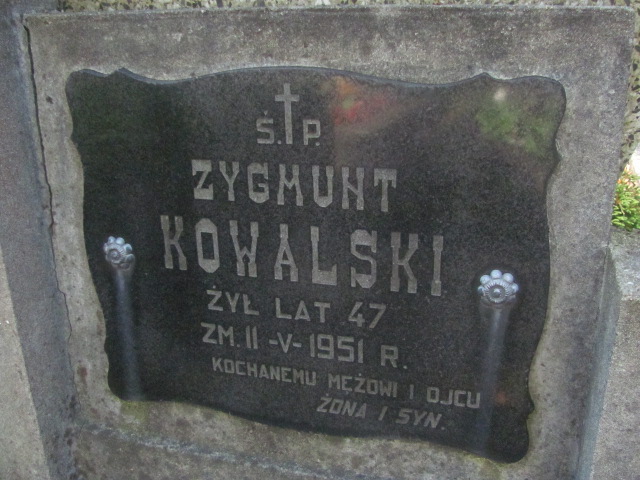 Ś.P.
ZYGMUNT
KOWALSKI
ŻYŁ LAT 47
ZM. 11 -V- 1951 R.
KOCHANEMU MĘŻOWI I OJCU
ŻONA I SYN.